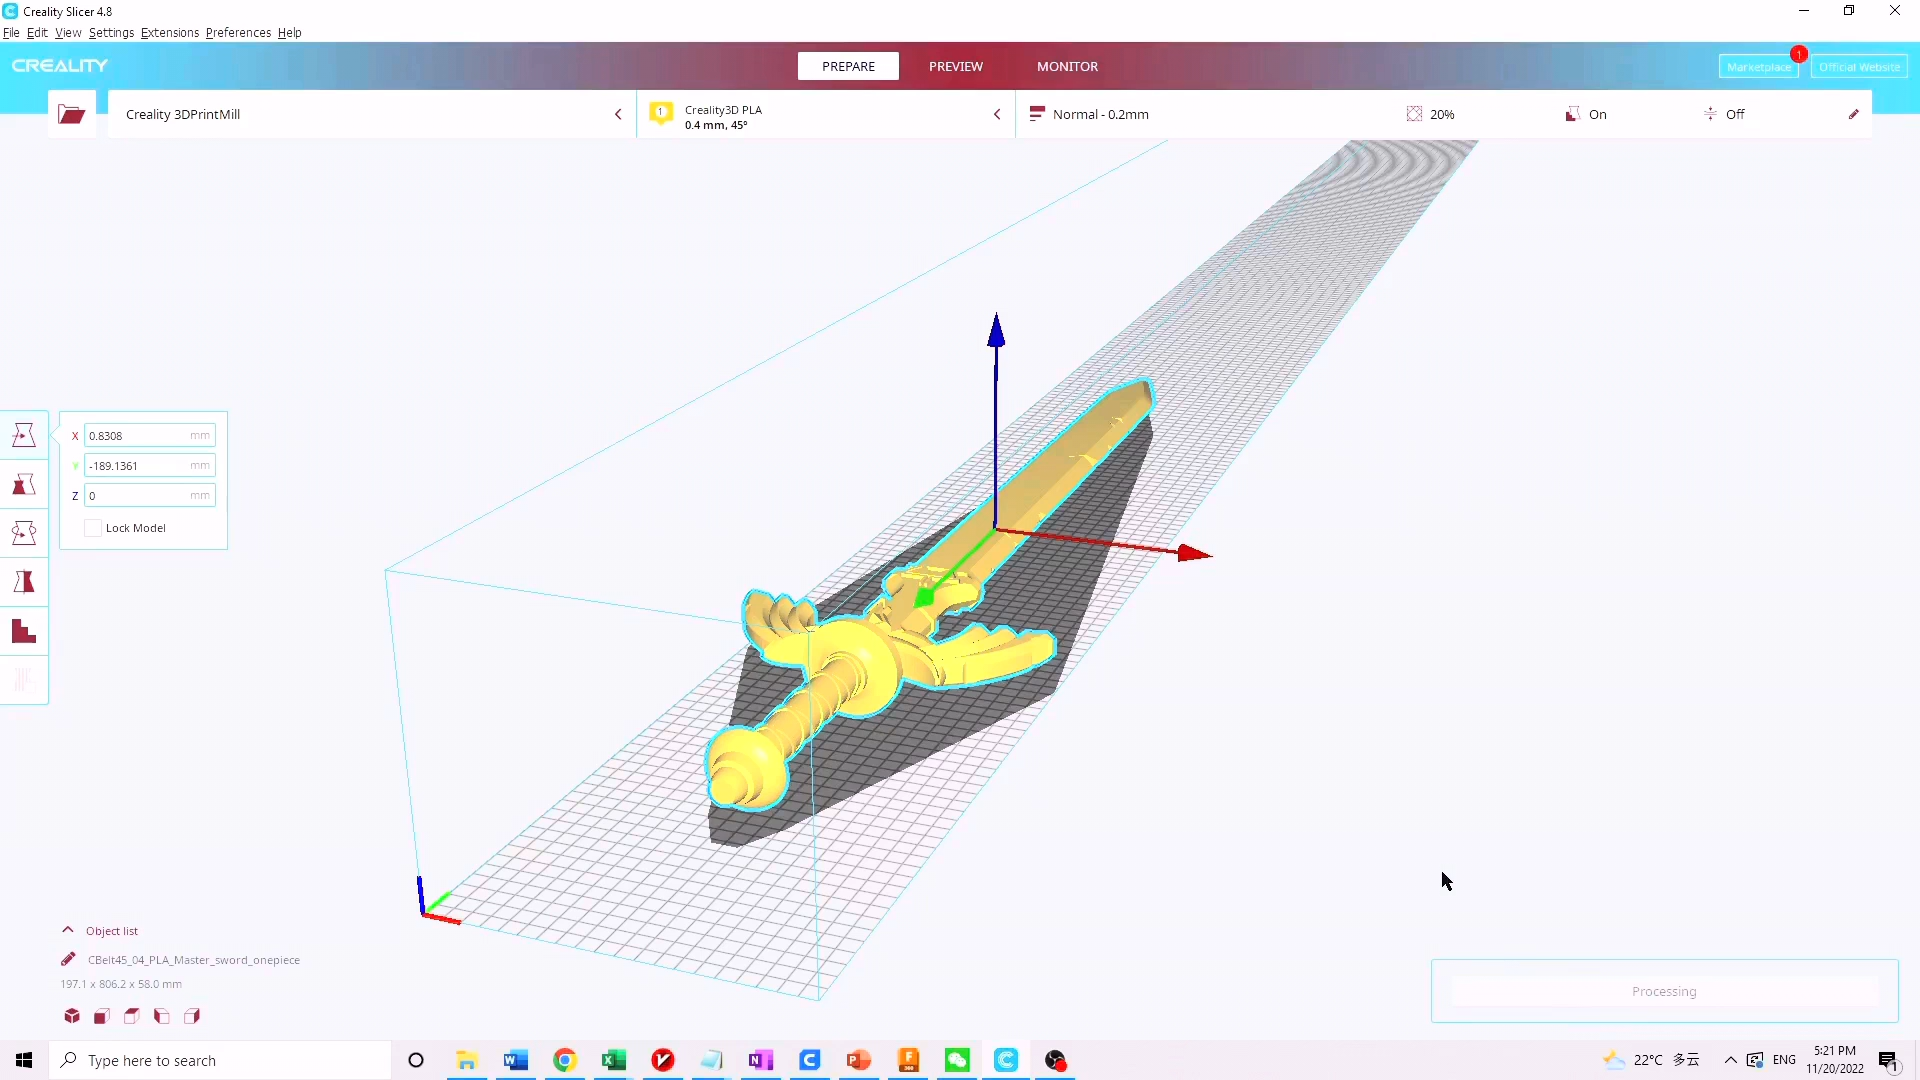 Creality Slicer 4.8
File Edit View Settings Extensions Preferences Help
CREALITY
PREPARE
PREVIEW
MONITOR
Marketplace
1
Official Website
Creality 3DPrintMill
1
Creality3D PLA
0.4 mm, 45°
Normal - 0.2mm
20%
On
Off
X 0.8308 mm
Y -189.1361 mm
Z 0 mm
Lock Model
Object list
CBelt45_04_PLA_Master_sword_onepiece
197.1 x 806.2 x 58.0 mm
Processing
Type here to search
22°C 多云
ENG
5:21 PM
11/20/2022
1